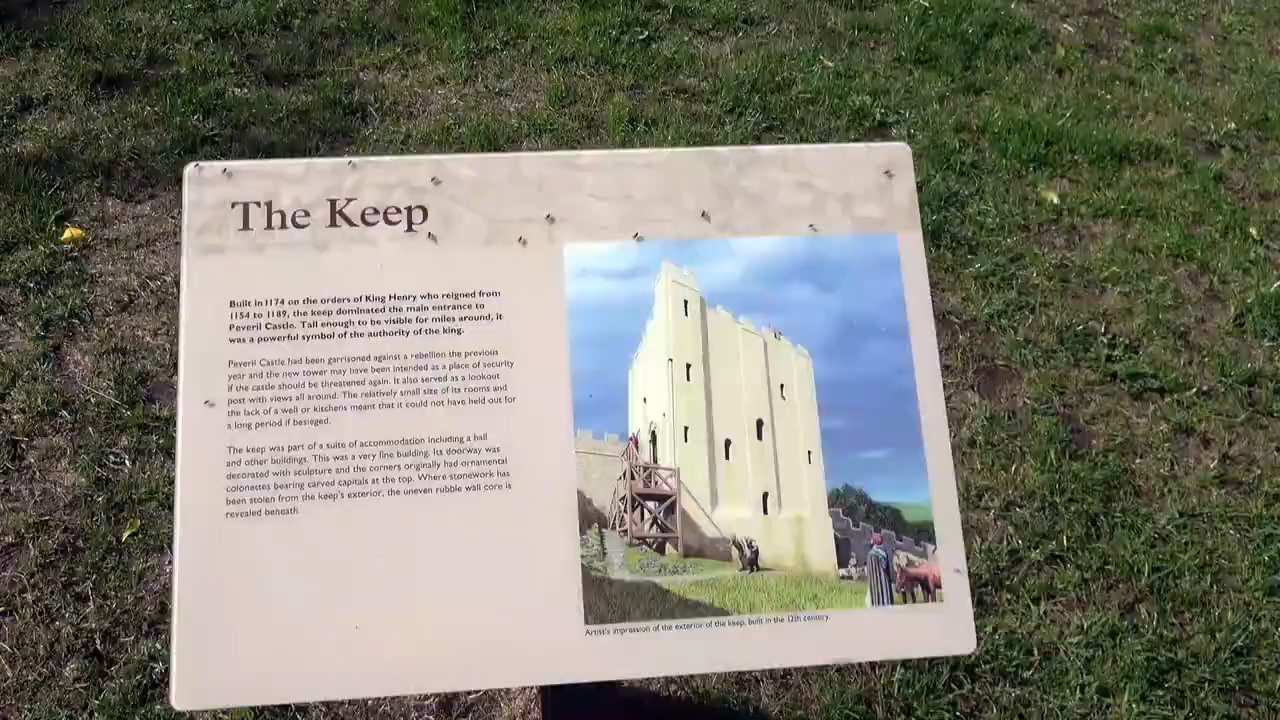 The Keep
Built in 1174 on the orders of King Henry who reigned from
1154 to 1189, the keep dominated the main entrance to
Peveril Castle. Tall enough to be visible for miles around, it
was a powerful symbol of the authority of the king.
Peveril Castle had been garrisoned against a rebellion the previous
year and the new tower may have been intended as a place of security
if the castle should be threatened again. It also served as a lookout
post with views all around. The relatively small size of its rooms and
the lack of a well or kitchens meant that it could not have held out for
a long period if besieged.
The keep was part of a suite of accommodation including a hall
and other buildings. This was a very fine building. Its doorway was
decorated with sculpture and the corners originally had ornamental
colonettes bearing carved capitals at the top. Where stonework has
been stolen from the keep's exterior, the uneven rubble wall core is
revealed beneath.
Artist's impression of the exterior of the keep, built in the 12th century.